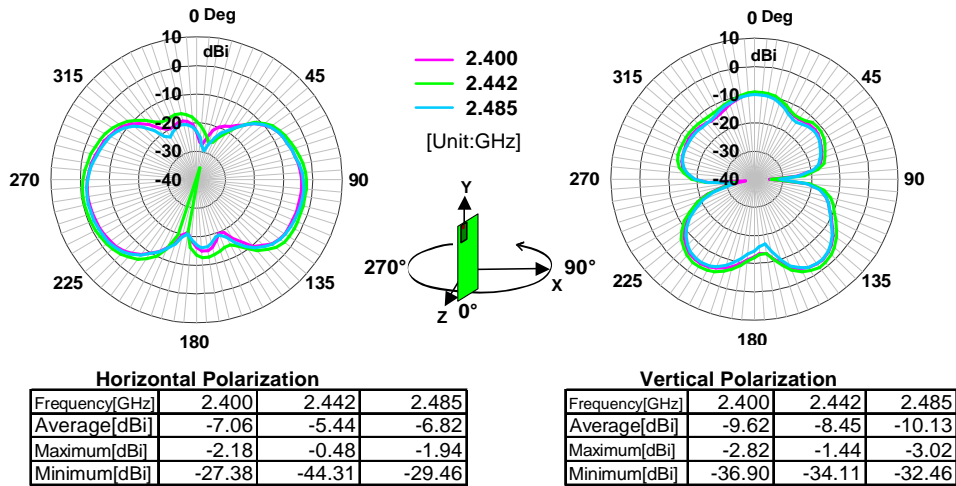 0 Deg
10
0
-10
-20
-30
-40
dBi
315
45
270
90
225
135
180
2.400
2.442
2.485
[Unit:GHz]
Y
270°
90°
X
Z
0°
0 Deg
10
0
-10
-20
-30
-40
dBi
315
45
270
90
225
135
180
Horizontal Polarization
Frequency[GHz] 2.400 2.442 2.485
Average[dBi] -7.06 -5.44 -6.82
Maximum[dBi] -2.18 -0.48 -1.94
Minimum[dBi] -27.38 -44.31 -29.46
Vertical Polarization
Frequency[GHz] 2.400 2.442 2.485
Average[dBi] -9.62 -8.45 -10.13
Maximum[dBi] -2.82 -1.44 -3.02
Minimum[dBi] -36.90 -34.11 -32.46